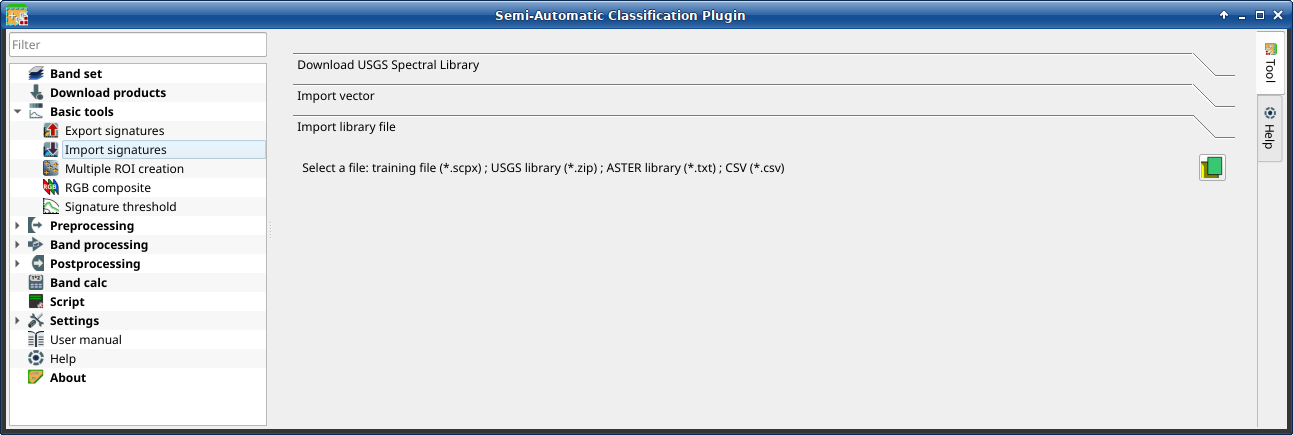 Semi-Automatic Classification Plugin
Filter
Band set
Download products
Basic tools
Export signatures
Import signatures
Multiple ROI creation
RGB composite
Signature threshold
Preprocessing
Band processing
Postprocessing
Band calc
Script
Settings
User manual
Help
About
Download USGS Spectral Library
Import vector
Import library file
Select a file: training file (*.scpx) ; USGS library (*.zip) ; ASTER library (*.txt) ; CSV (*.csv)
Tool
Help